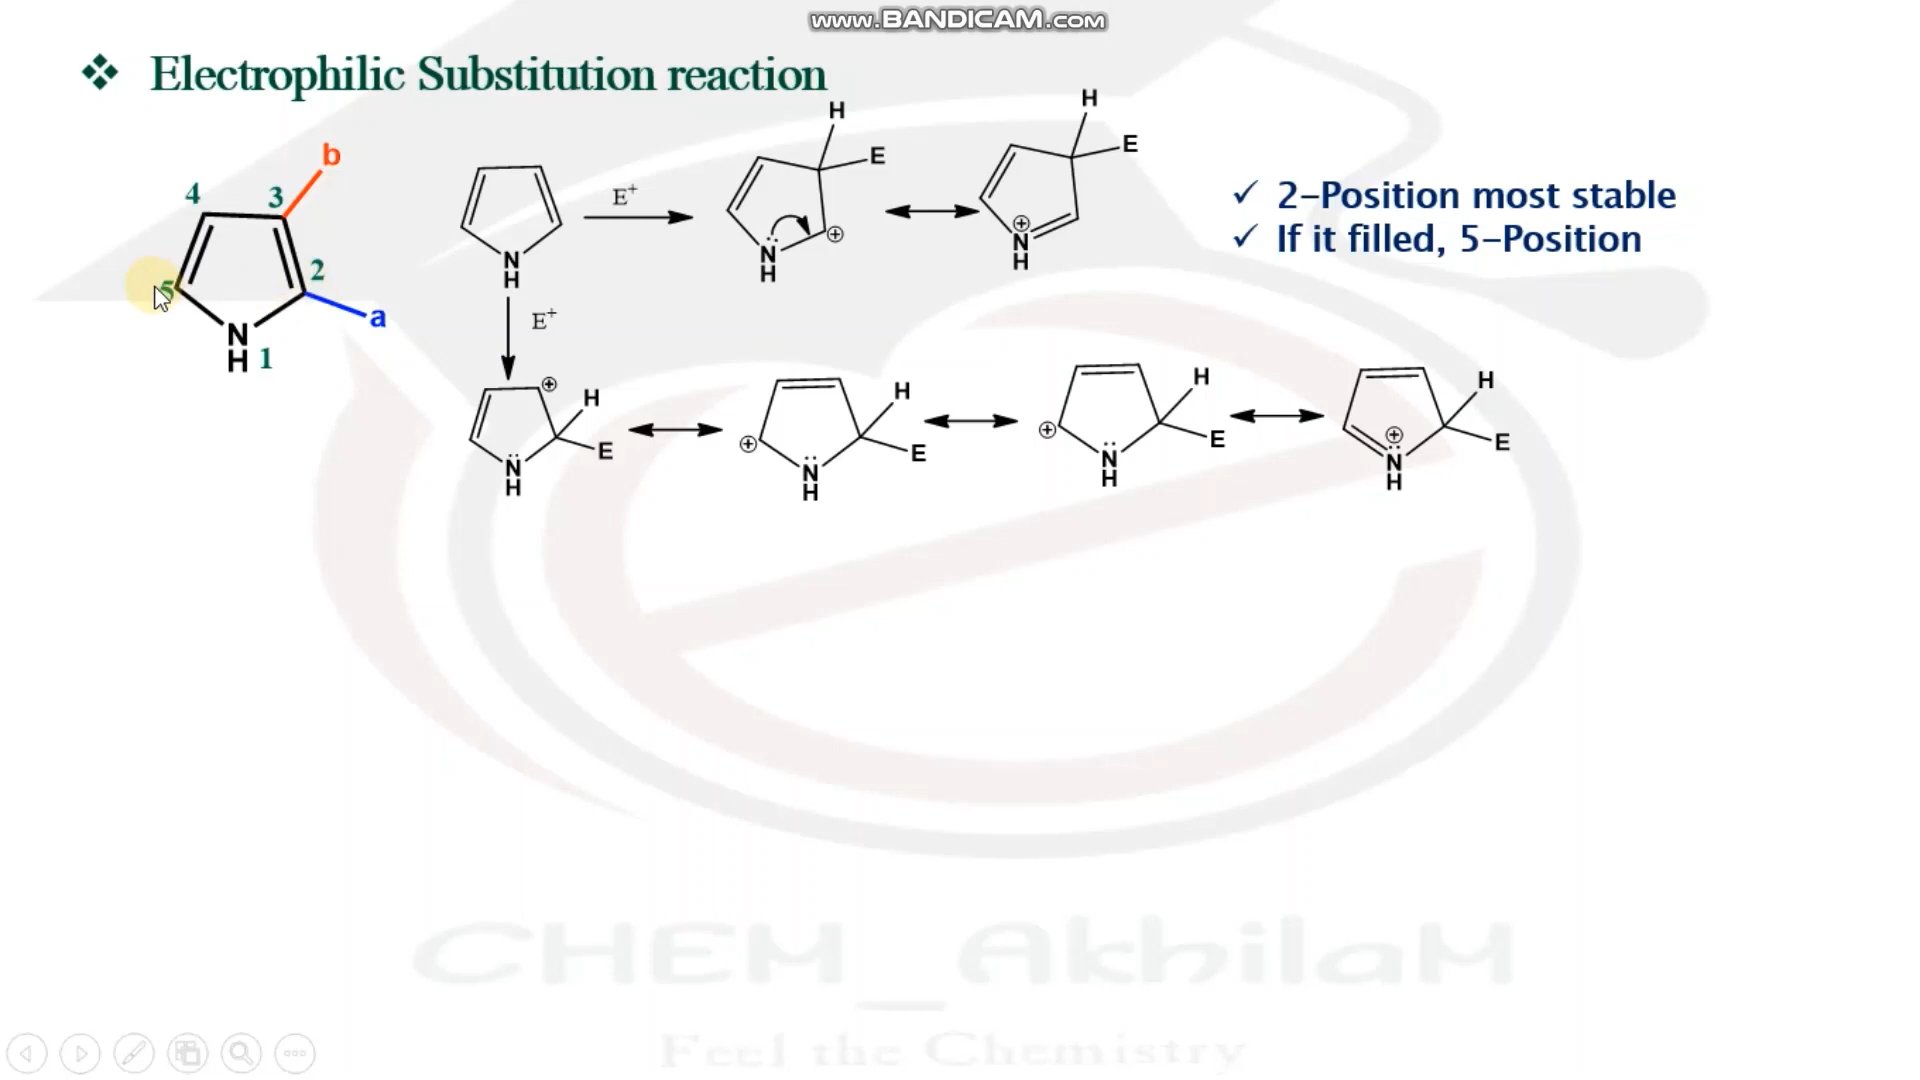 www.BANDICAM.com
❖ Electrophilic Substitution reaction
b
4
3
5
2
a
N
H
1
N
H
E+
H
E
N
H
⊕
H
E
⊕
N
H
✓ 2-Position most stable
✓ If it filled, 5-Position
E+
⊕
H
E
N
H
⊕
H
E
N
H
⊕
H
E
N
H
⊕
H
E
N
H
CHEM_AkhilaM
Feel the Chemistry